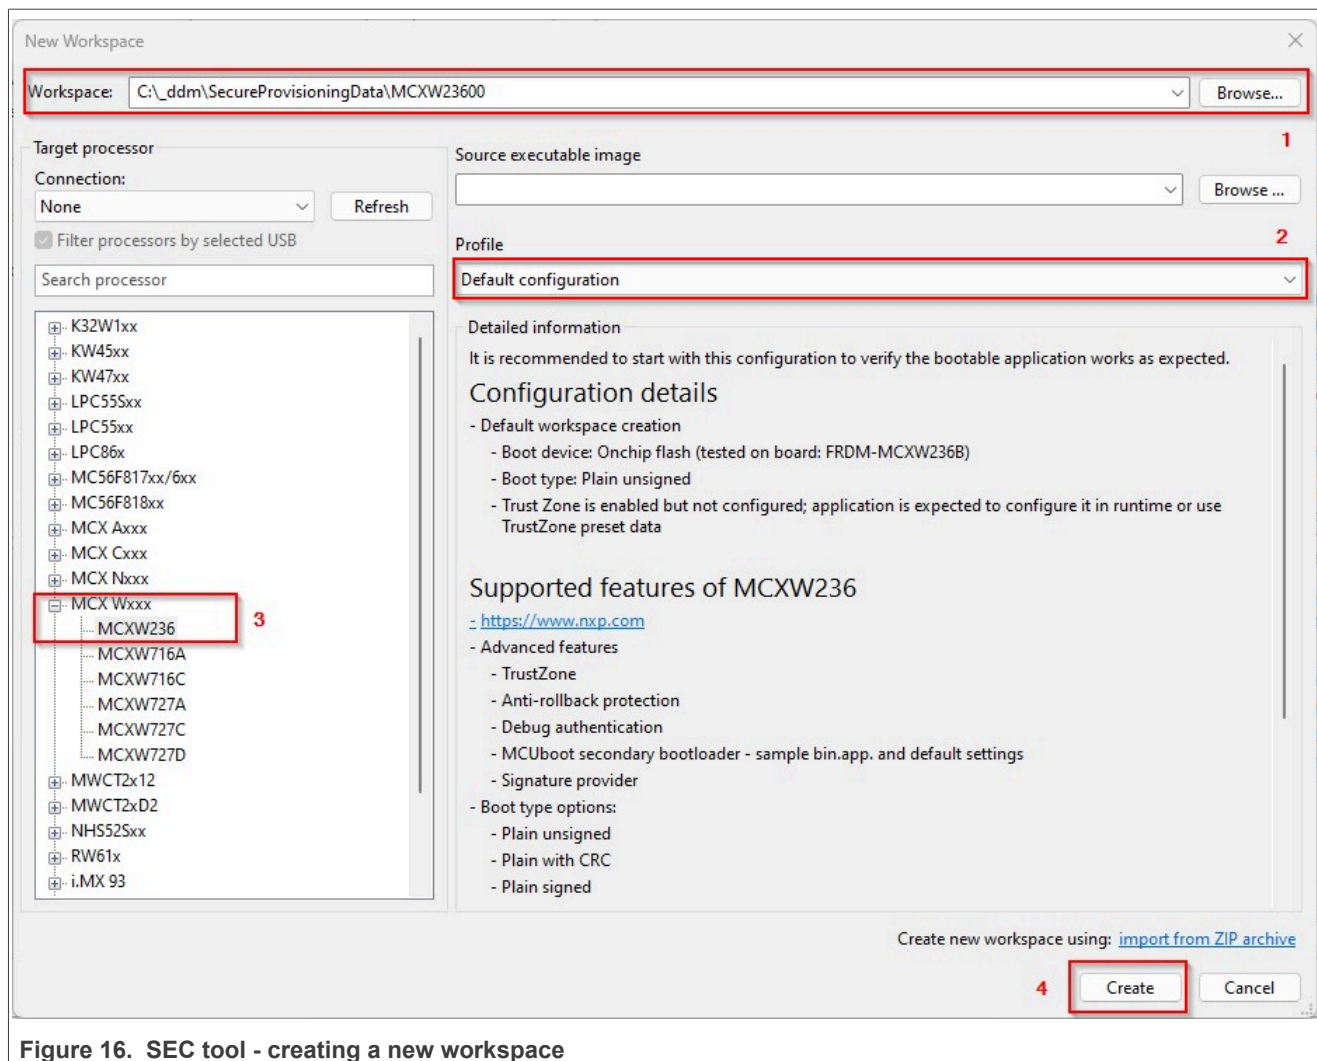 New Workspace
Workspace: C:\_ddm\SecureProvisioningData\MCXW23600 Browse...
1
Target processor
Connection:
None Refresh
Filter processors by selected USB
Search processor
K32W1xx
KW45xx
KW47xx
LPC55Sxx
LPC55xx
LPC86x
MC56F817xx/6xx
MC56F818xx
MCX Axxx
MCX Cxxx
MCX Nxxx
MCX Wxxx
MCXW236
3
MCXW716A
MCXW716C
MCXW727A
MCXW727C
MCXW727D
MWCT2x12
MWCT2xD2
NHS52Sxx
RW61x
i.MX 93
Source executable image
Browse ...
2
Profile
Default configuration
Detailed information
It is recommended to start with this configuration to verify the bootable application works as expected.
Configuration details
- Default workspace creation
- Boot device: Onchip flash (tested on board: FRDM-MCXW236B)
- Boot type: Plain unsigned
- Trust Zone is enabled but not configured; application is expected to configure it in runtime or use
TrustZone preset data
Supported features of MCXW236
- https://www.nxp.com
- Advanced features
- TrustZone
- Anti-rollback protection
- Debug authentication
- MCUboot secondary bootloader - sample bin.app. and default settings
- Signature provider
- Boot type options:
- Plain unsigned
- Plain with CRC
- Plain signed
Create new workspace using: import from ZIP archive
4 Create Cancel
Figure 16. SEC tool - creating a new workspace